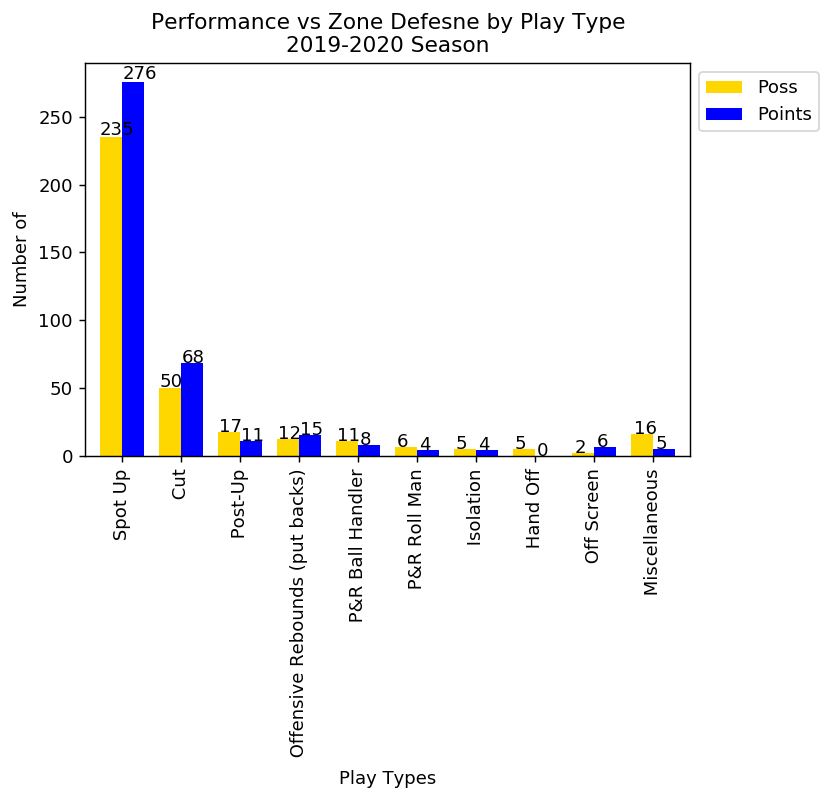 Performance vs Zone Defesne by Play Type
2019-2020 Season
Poss
Points
Number of
250
200
150
100
50
0
235
276
50
68
17
11
12
15
11
8
6
4
5
4
5
0
2
6
16
5
Spot Up
Cut
Post-Up
Offensive Rebounds (put backs)
P&R Ball Handler
P&R Roll Man
Isolation
Hand Off
Off Screen
Miscellaneous
Play Types